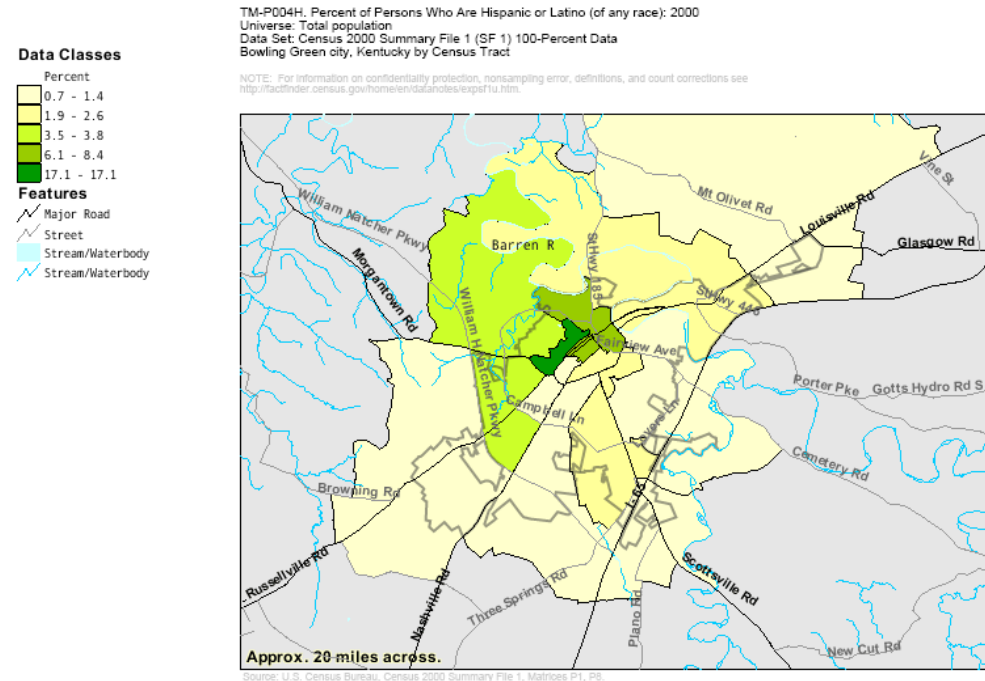 TM-P004H. Percent of Persons Who Are Hispanic or Latino (of any race): 2000
Universe: Total population
Data Set: Census 2000 Summary File 1 (SF 1) 100-Percent Data
Bowling Green city, Kentucky by Census Tract
NOTE: For information on confidentiality protection, nonsampling error, definitions, and count corrections see
http://factfinder.census.gov/home/en/datanotes/expsf1u.htm.
Data Classes
Percent
0.7 - 1.4
1.9 - 2.6
3.5 - 3.8
6.1 - 8.4
17.1 - 17.1
Features
Major Road
Street
Stream/Waterbody
Stream/Waterbody
Vine St
Mt Olivet Rd
William Natcher Pkwy
Louisville Rd
Glasgow Rd
Barren R
St Hwy 185
Morgantown Rd
William H Natcher Pkwy
St Hwy 446
Fairview Ave
Porter Pke
Gotts Hydro Rd S
Campbell Ln
Cemetery Rd
Browning Rd
I-65
Russellville Rd
Nashville Rd
Three Springs Rd
Scottsville Rd
Plano Rd
New Cut Rd
Approx. 20 miles across.
Source: U.S. Census Bureau, Census 2000 Summary File 1, Matrices P1, P8.